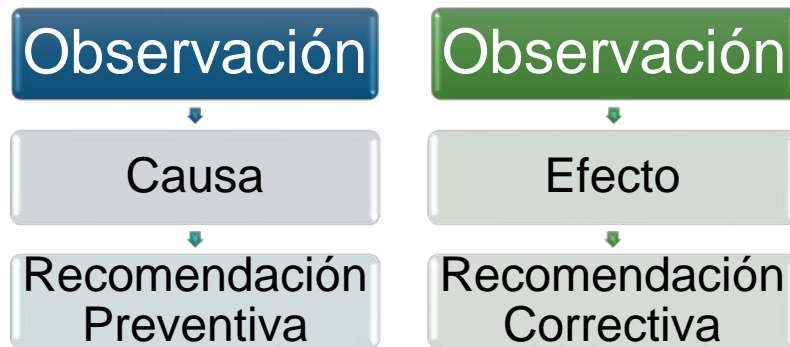 Observación
Causa
Recomendación
Preventiva
Observación
Efecto
Recomendación
Correctiva